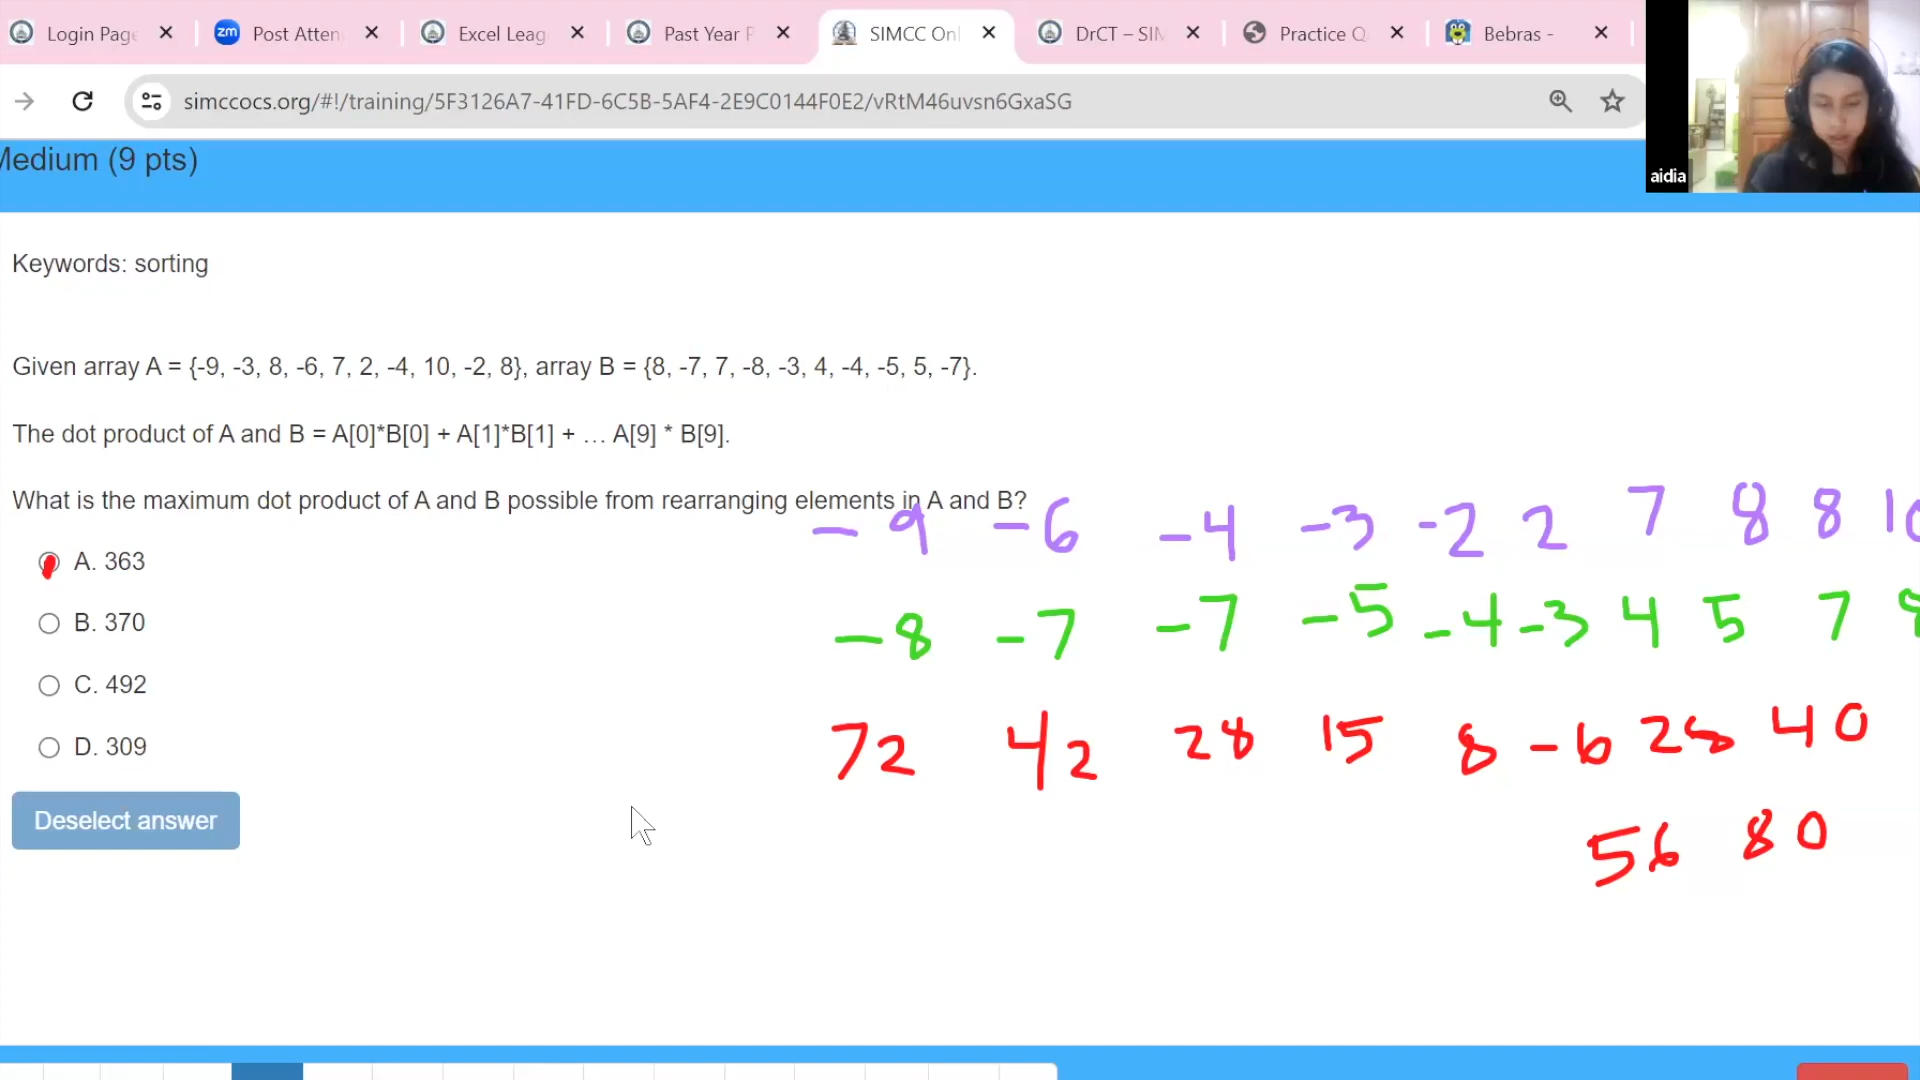 Login Page
zm Post Atten
Excel Leag
Past Year P
SIMCC Onl
DrCT – SIM
Practice Q
Bebras -
simccocs.org/#!/training/5F3126A7-41FD-6C5B-5AF4-2E9C0144F0E2/vRtM46uvsn6GxaSG
aidia
Medium (9 pts)
Keywords: sorting
Given array A = {-9, -3, 8, -6, 7, 2, -4, 10, -2, 8}, array B = {8, -7, 7, -8, -3, 4, -4, -5, 5, -7}.
The dot product of A and B = A[0]*B[0] + A[1]*B[1] + … A[9] * B[9].
What is the maximum dot product of A and B possible from rearranging elements in A and B?
-9 -6 -4 -3 -2 2 7 8 8 10
A. 363
-8 -7 -7 -5 -4 -3 4 5 7 8
B. 370
C. 492
72 42 28 15 8 -6 28 40
D. 309
Deselect answer
56 80